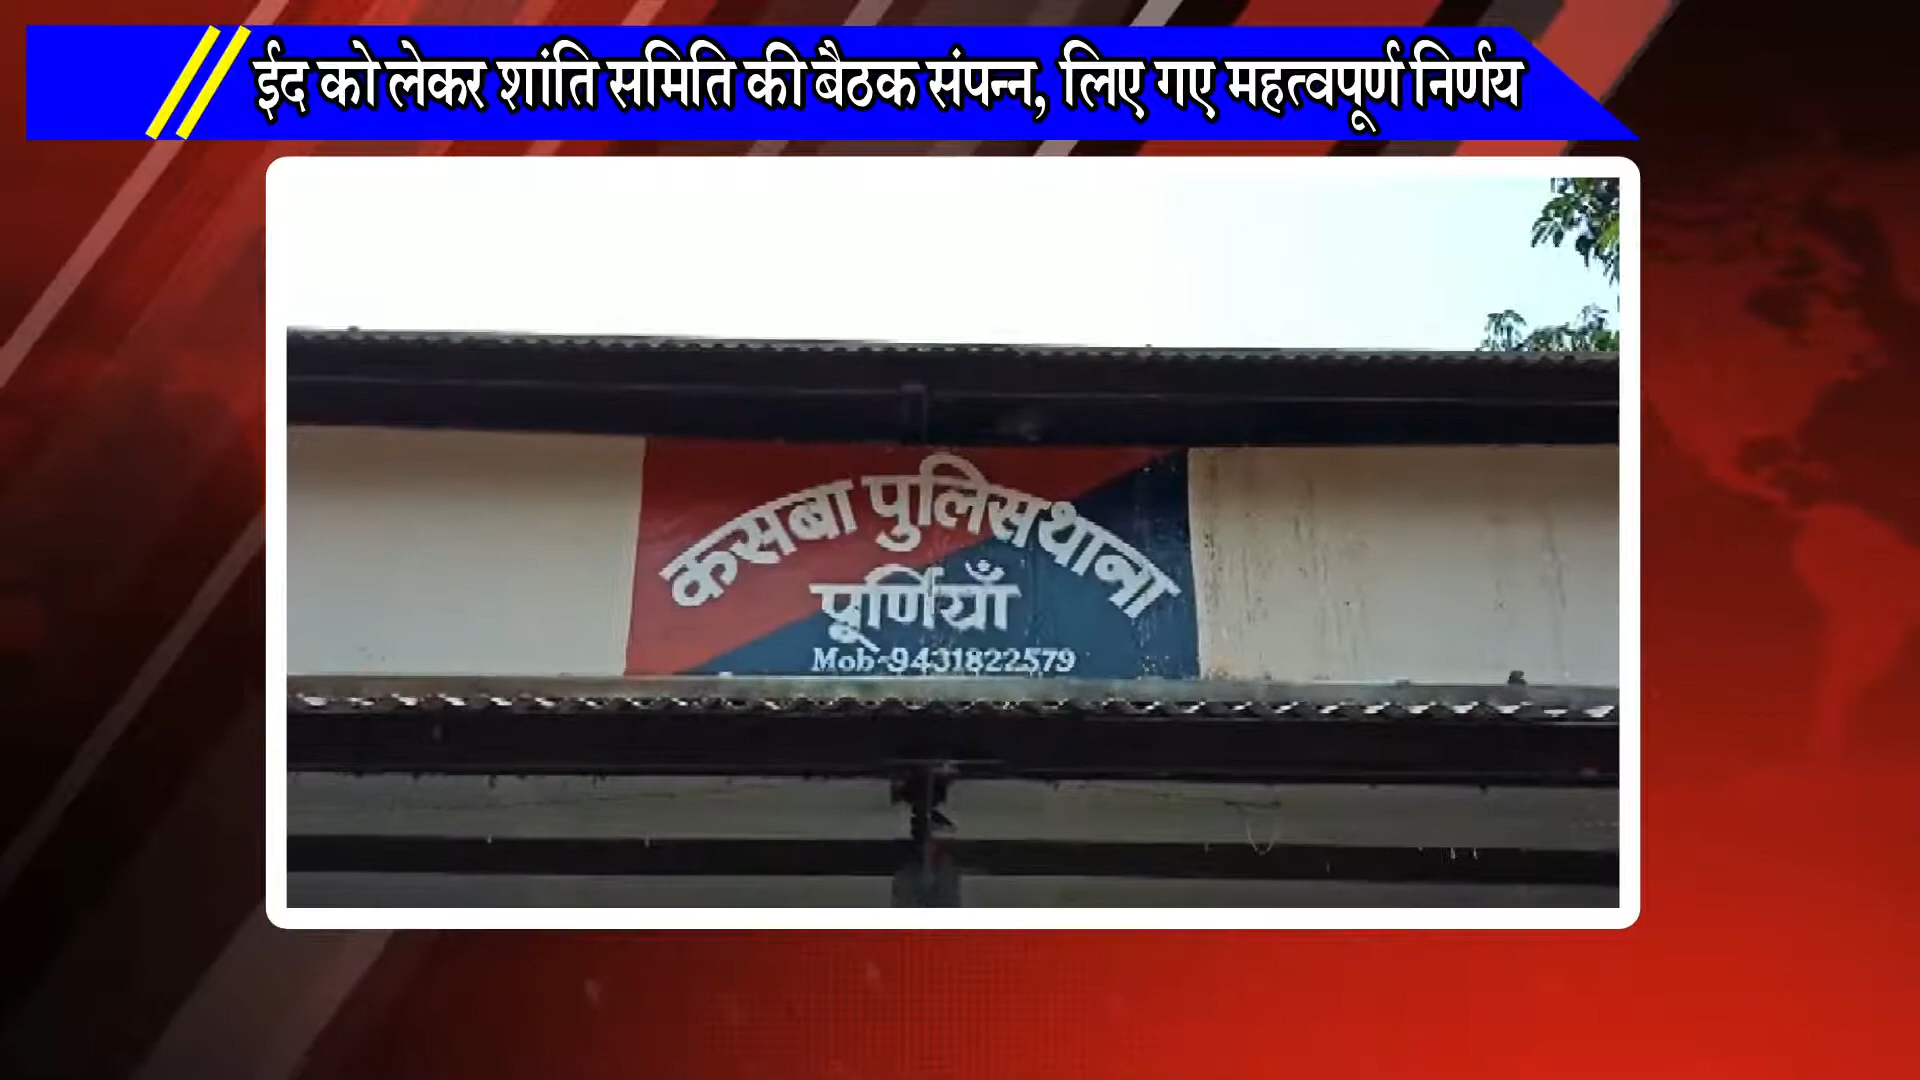 ईद को लेकर शांति समिति की बैठक संपन्न, लिए गए महत्वपूर्ण निर्णय
कसबा पुलिस थाना
पूर्णियाँ
Mob-9431822579